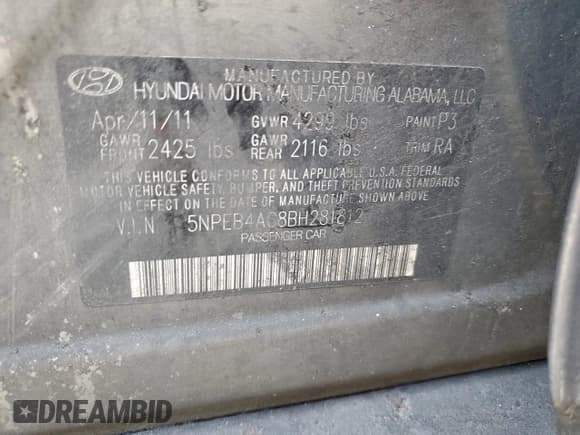 MANUFACTURED BY
HYUNDAI MOTOR MANUFACTURING ALABAMA, LLC
Apr/11/11 GVWR 4299 lbs PAINT P3
GAWR FRONT 2425 lbs GAWR REAR 2116 lbs TRIM RA
THIS VEHICLE CONFORMS TO ALL APPLICABLE U.S.A. FEDERAL
MOTOR VEHICLE SAFETY, BUMPER, AND THEFT PREVENTION STANDARDS
IN EFFECT ON THE DATE OF MANUFACTURE SHOWN ABOVE.
V.I.N 5NPEB4AC8BH281812
PASSENGER CAR
DREAMBID